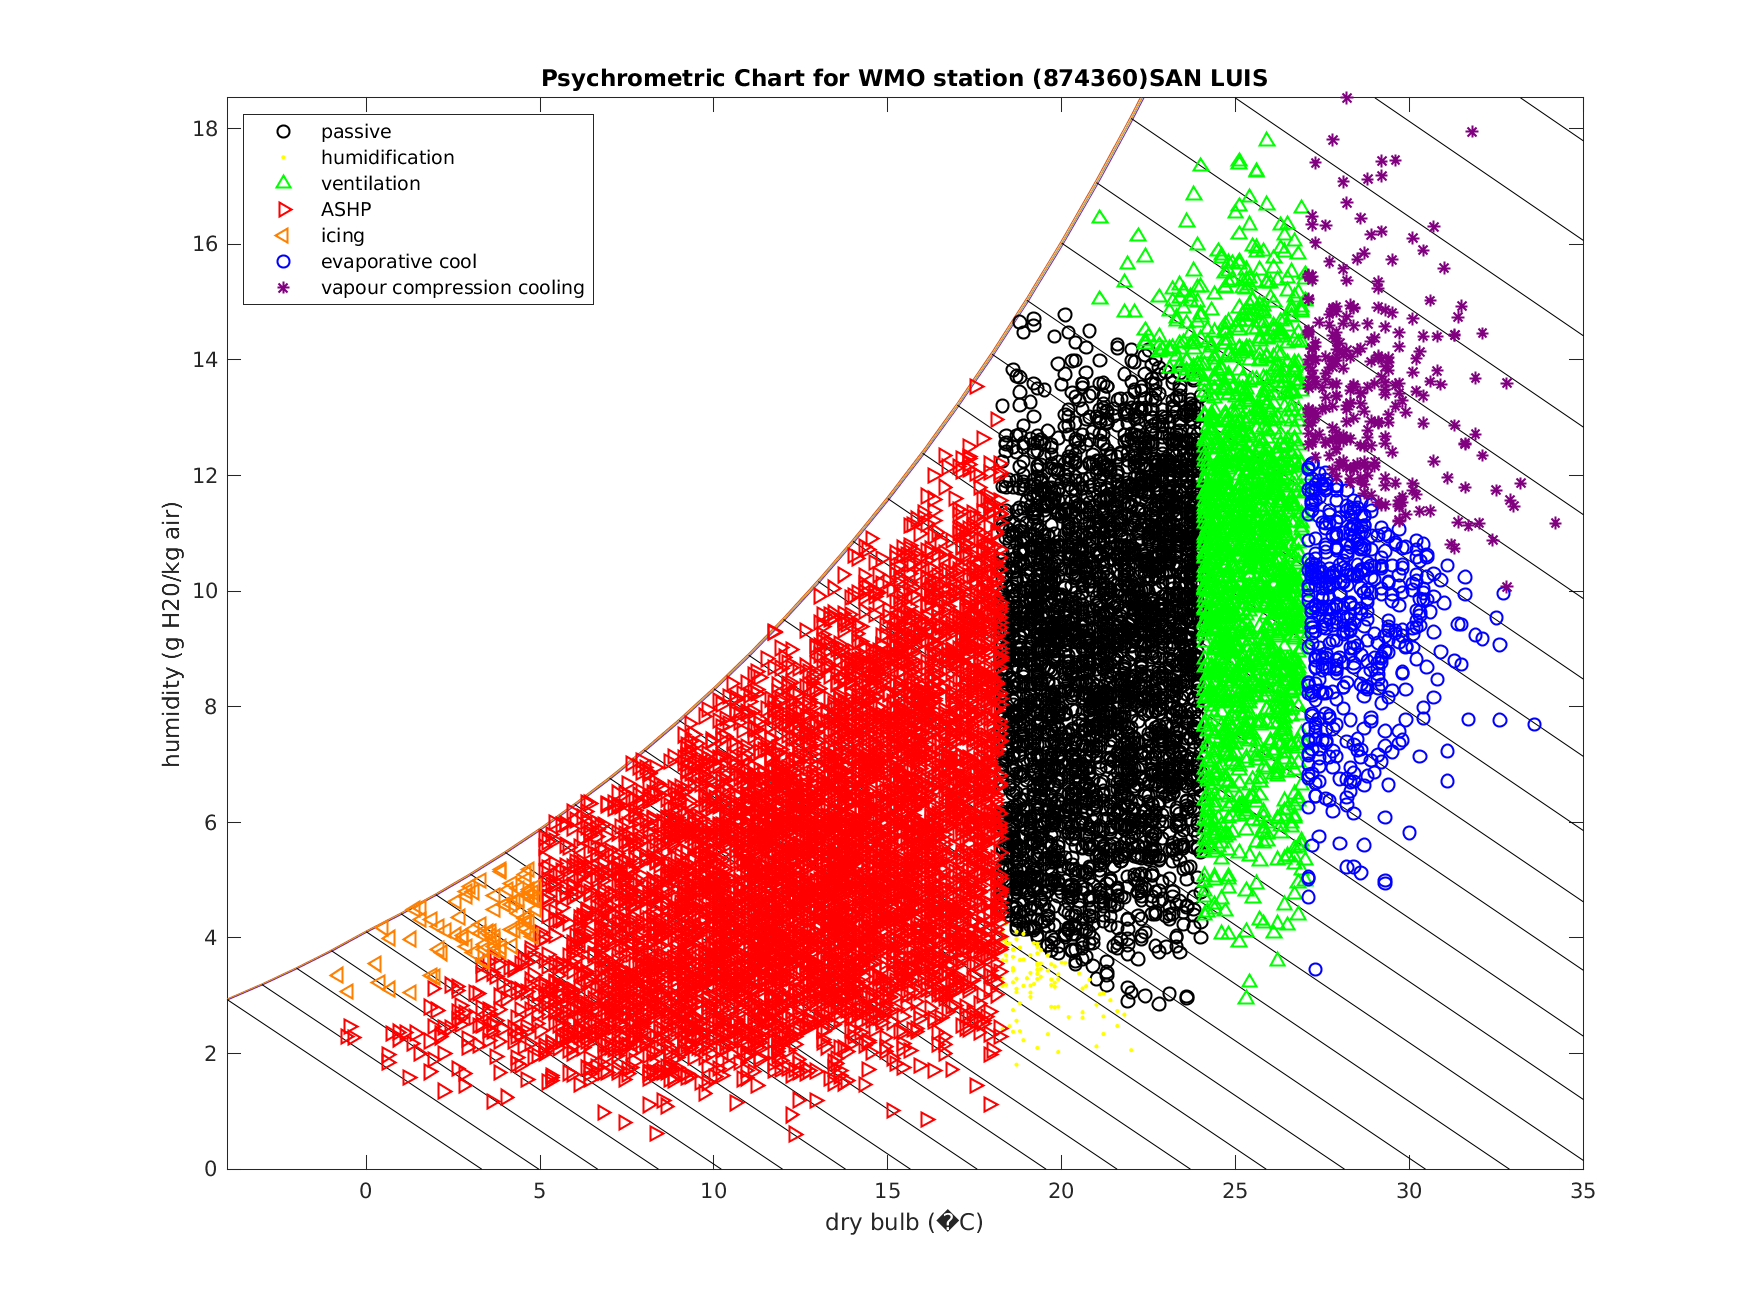 Psychrometric Chart for WMO station (874360)SAN LUIS
passive
humidification
ventilation
ASHP
icing
evaporative cool
vapour compression cooling
humidity (g H20/kg air)
18
16
14
12
10
8
6
4
2
0
0 5 10 15 20 25 30 35
dry bulb (�C)